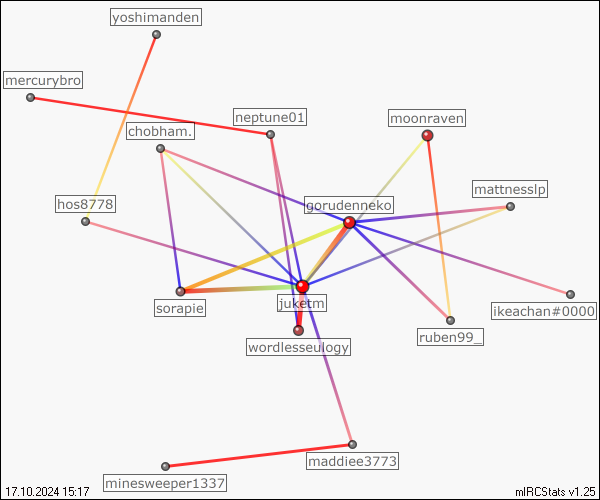 yoshimanden
mercurybro
neptune01
moonraven
chobham.
mattnesslp
hos8778
gorudenneko
sorapie
juketm
ikeachan#0000
ruben99_
wordlesseulogy
maddiee3773
minesweeper1337
17.10.2024 15:17
mIRCStats v1.25